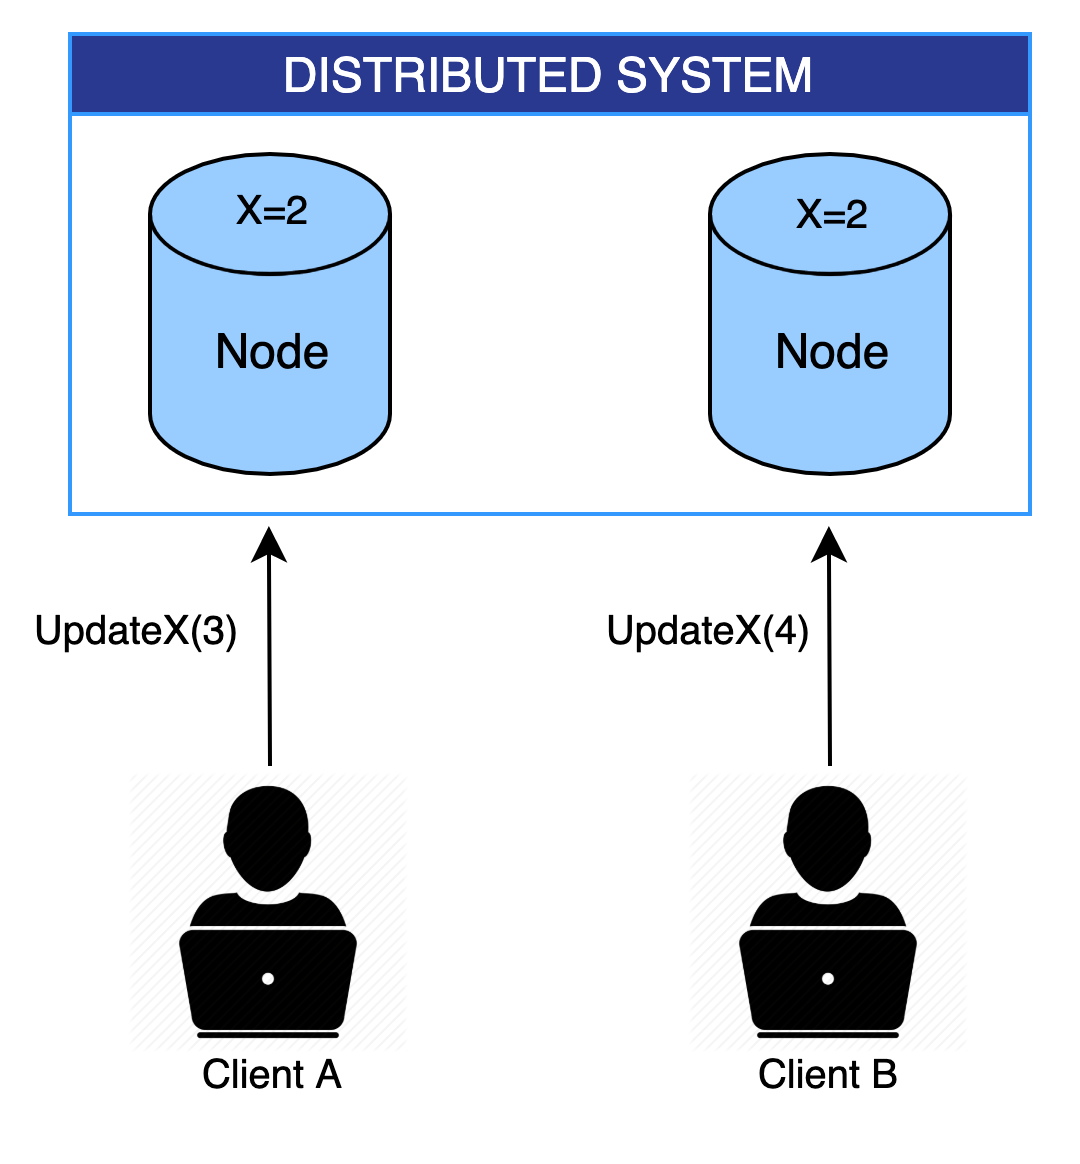 DISTRIBUTED SYSTEM
X=2
X=2
Node
Node
UpdateX(3)
UpdateX(4)
Client A
Client B